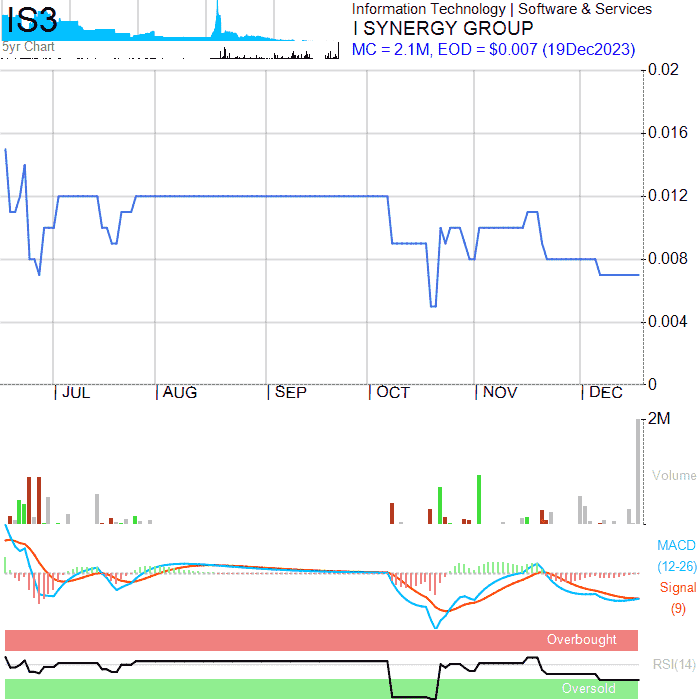 IS3
5yr Chart
Information Technology | Software & Services
I SYNERGY GROUP
MC = 2.1M, EOD = $0.007 (19Dec2023)
0.02
0.016
0.012
0.008
0.004
0
JUL AUG SEP OCT NOV DEC
2M
Volume
MACD
(12-26)
Signal
(9)
Overbought
RSI(14)
Oversold